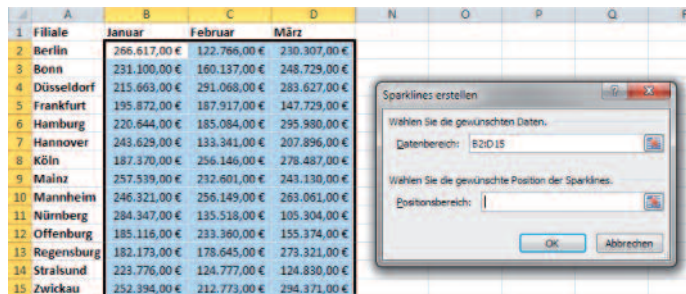 A B C D N O P Q
1 Filiale Januar Februar März
2 Berlin 266.617,00 € 122.766,00 € 230.307,00 €
3 Bonn 231.100,00 € 160.137,00 € 248.729,00 €
4 Düsseldorf 215.663,00 € 291.068,00 € 283.627,00 €
5 Frankfurt 195.872,00 € 187.917,00 € 147.729,00 €
6 Hamburg 220.644,00 € 185.084,00 € 295.980,00 €
7 Hannover 243.629,00 € 133.341,00 € 207.896,00 €
8 Köln 187.370,00 € 256.146,00 € 278.487,00 €
9 Mainz 257.539,00 € 232.601,00 € 243.130,00 €
10 Mannheim 246.321,00 € 256.149,00 € 263.061,00 €
11 Nürnberg 284.347,00 € 135.518,00 € 105.304,00 €
12 Offenburg 185.116,00 € 233.360,00 € 155.374,00 €
13 Regensburg 182.173,00 € 178.645,00 € 273.321,00 €
14 Stralsund 223.776,00 € 124.777,00 € 124.830,00 €
15 Zwickau 252.394,00 € 212.773,00 € 294.371,00 €
Sparklines erstellen
Wählen Sie die gewünschten Daten.
Datenbereich: B2:D15
Wählen Sie die gewünschte Position der Sparklines.
Positionsbereich:
OK Abbrechen